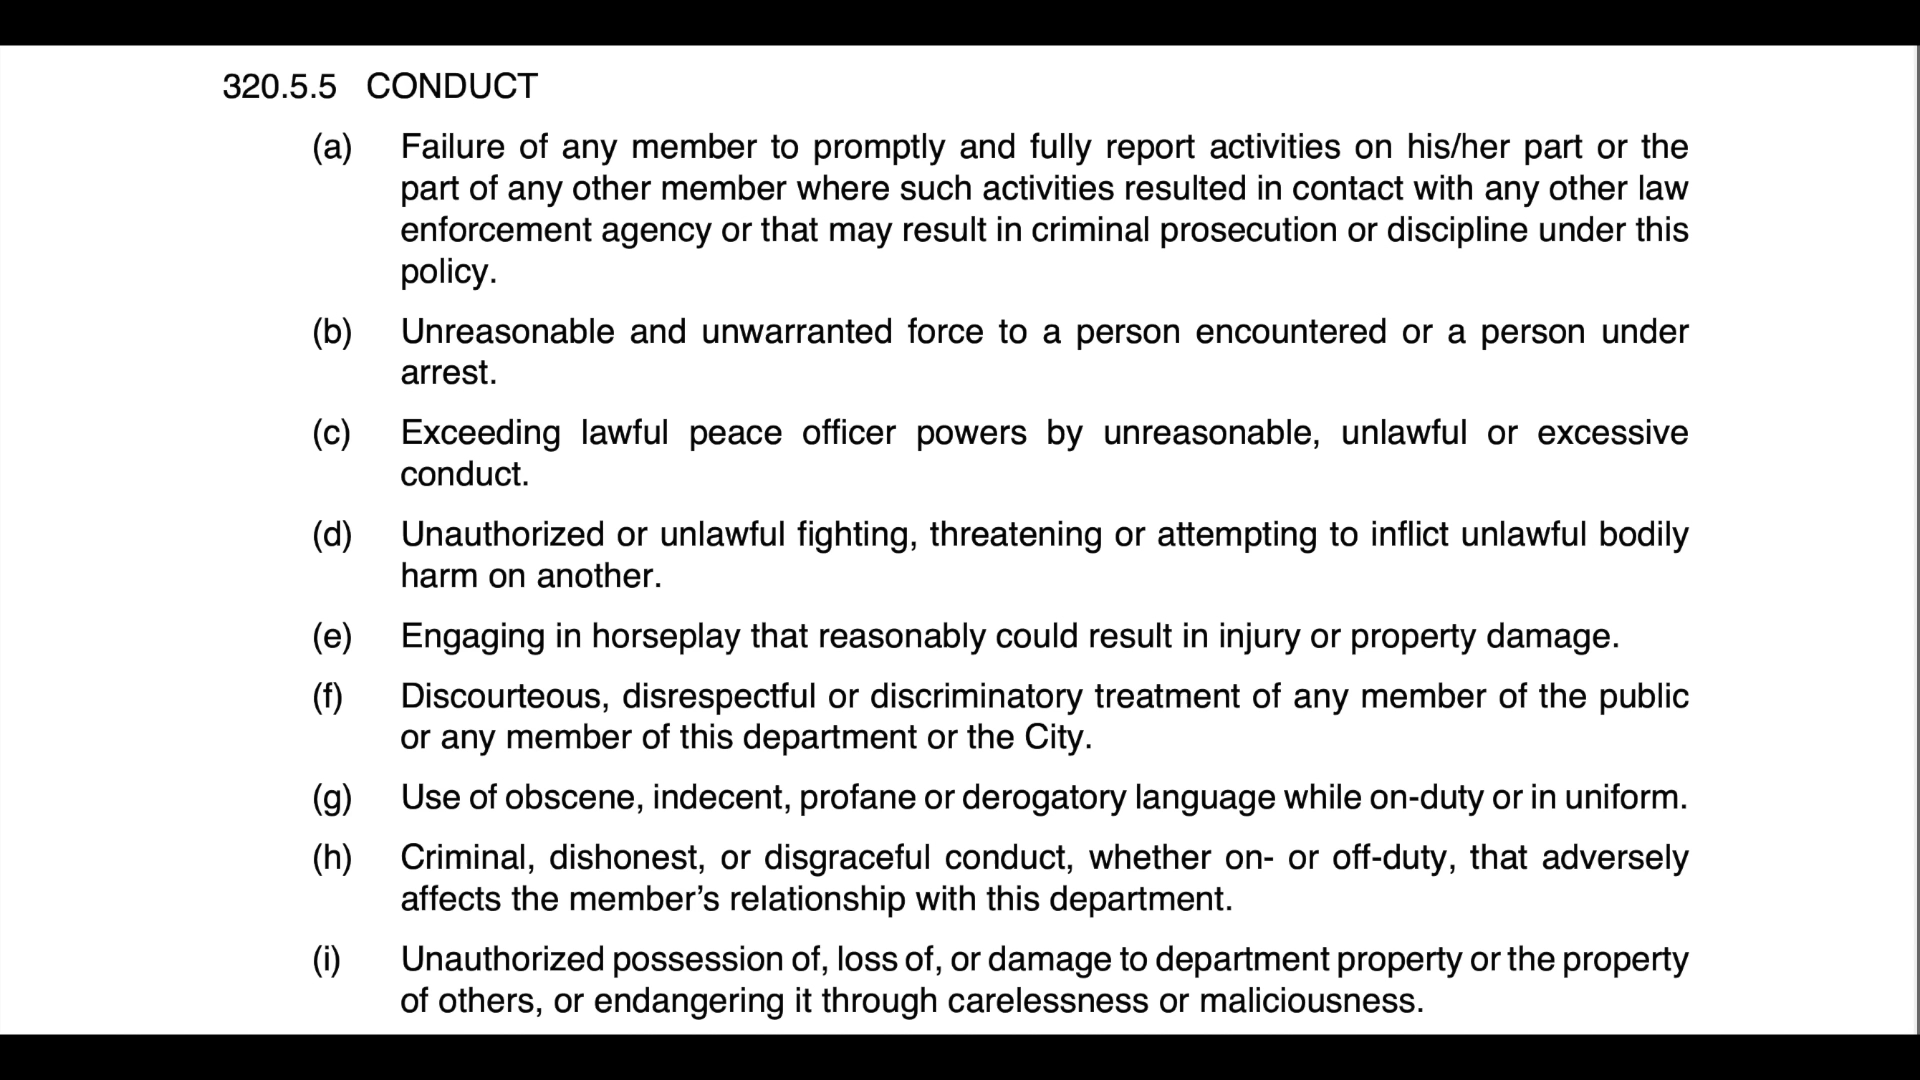 320.5.5 CONDUCT
(a) Failure of any member to promptly and fully report activities on his/her part or the
part of any other member where such activities resulted in contact with any other law
enforcement agency or that may result in criminal prosecution or discipline under this
policy.
(b) Unreasonable and unwarranted force to a person encountered or a person under
arrest.
(c) Exceeding lawful peace officer powers by unreasonable, unlawful or excessive
conduct.
(d) Unauthorized or unlawful fighting, threatening or attempting to inflict unlawful bodily
harm on another.
(e) Engaging in horseplay that reasonably could result in injury or property damage.
(f) Discourteous, disrespectful or discriminatory treatment of any member of the public
or any member of this department or the City.
(g) Use of obscene, indecent, profane or derogatory language while on-duty or in uniform.
(h) Criminal, dishonest, or disgraceful conduct, whether on- or off-duty, that adversely
affects the member’s relationship with this department.
(i) Unauthorized possession of, loss of, or damage to department property or the property
of others, or endangering it through carelessness or maliciousness.